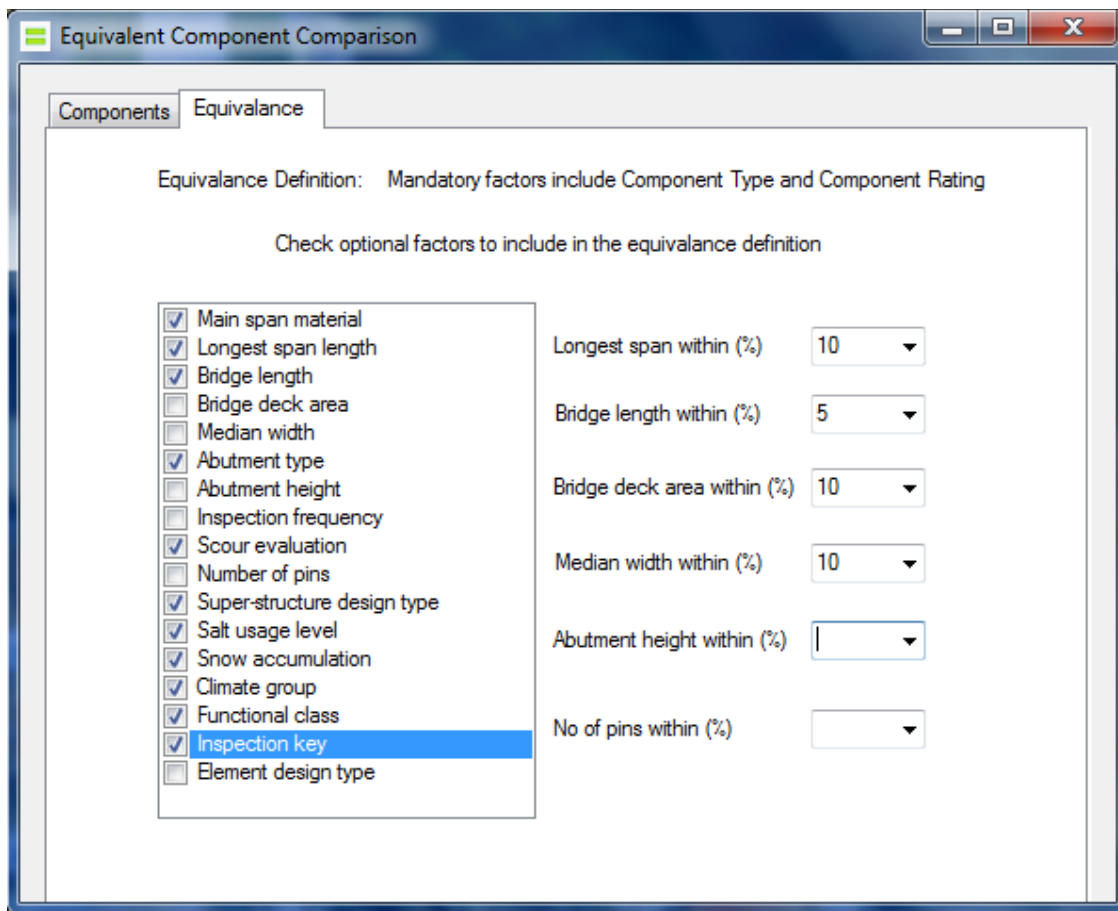 Equivalent Component Comparison
Components
Equivalance
Equivalance Definition: Mandatory factors include Component Type and Component Rating
Check optional factors to include in the equivalance definition
Main span material
Longest span length
Bridge length
Bridge deck area
Median width
Abutment type
Abutment height
Inspection frequency
Scour evaluation
Number of pins
Super-structure design type
Salt usage level
Snow accumulation
Climate group
Functional class
Inspection key
Element design type
Longest span within (%) 10
Bridge length within (%) 5
Bridge deck area within (%) 10
Median width within (%) 10
Abutment height within (%)
No of pins within (%)